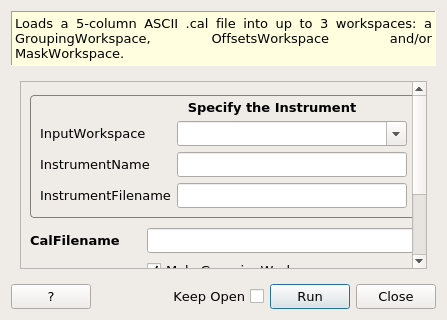 Loads a 5-column ASCII .cal file into up to 3 workspaces: a
GroupingWorkspace, OffsetsWorkspace and/or
MaskWorkspace.
Specify the Instrument
InputWorkspace
InstrumentName
InstrumentFilename
CalFilename
? Keep Open Run Close